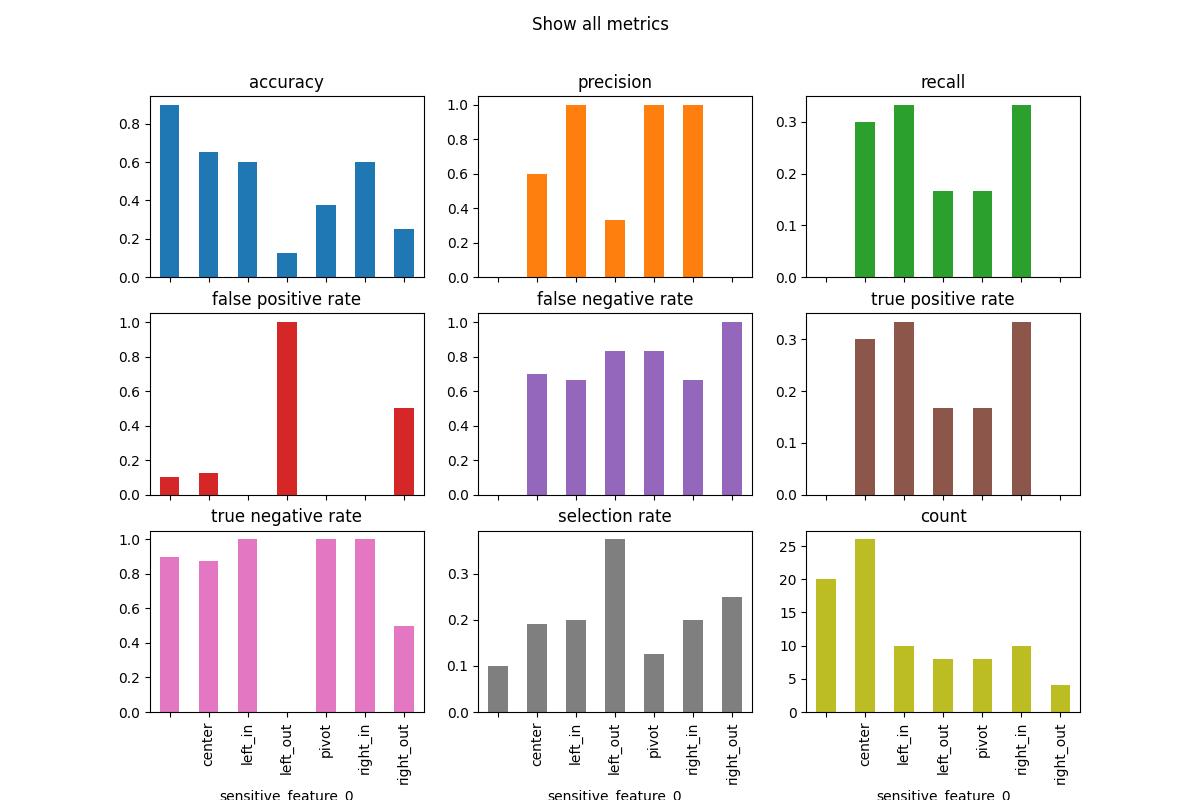 Show all metrics
accuracy
precision
recall
0.8
0.6
0.4
0.2
0.0
1.0
0.8
0.6
0.4
0.2
0.0
0.3
0.2
0.1
0.0
false positive rate
false negative rate
true positive rate
1.0
0.8
0.6
0.4
0.2
0.0
1.0
0.8
0.6
0.4
0.2
0.0
0.3
0.2
0.1
0.0
true negative rate
selection rate
count
1.0
0.8
0.6
0.4
0.2
0.0
0.3
0.2
0.1
0.0
25
20
15
10
5
0
center
left_in
left_out
pivot
right_in
right_out
center
left_in
left_out
pivot
right_in
right_out
center
left_in
left_out
pivot
right_in
right_out
sensitive_feature_0
sensitive_feature_0
sensitive_feature_0